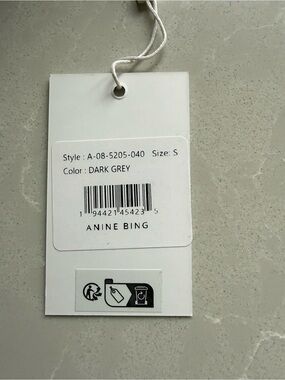 Style : A-08-5205-040 Size: S
Color : DARK GREY
1 94421 45423 5
ANINE BING